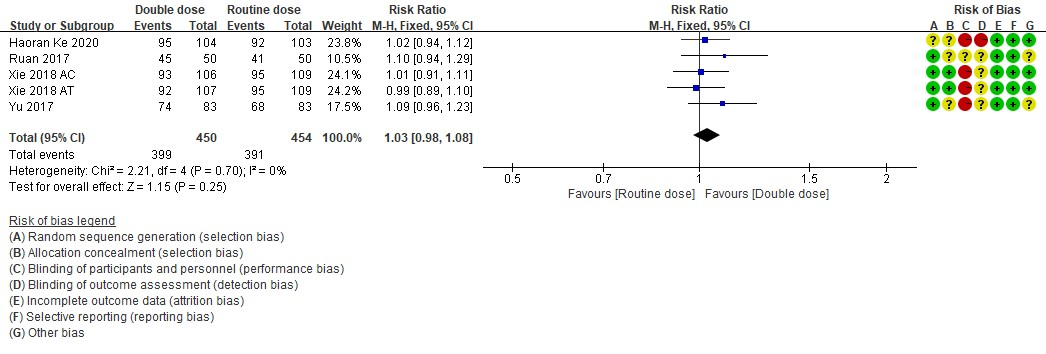 Double dose Routine dose Risk Ratio Risk Ratio Risk of Bias
Study or Subgroup Events Total Events Total Weight M-H, Fixed, 95% CI M-H, Fixed, 95% CI A B C D E F G
Haoran Ke 2020 95 104 92 103 23.8% 1.02 [0.94, 1.12] ? ? - - + + +
Ruan 2017 45 50 41 50 10.5% 1.10 [0.94, 1.29] + ? ? ? + + ?
Xie 2018 AC 93 106 95 109 24.1% 1.01 [0.91, 1.11] + + - ? + + +
Xie 2018 AT 92 107 95 109 24.1% 0.99 [0.89, 1.10] + + - ? + + +
Yu 2017 74 83 68 83 17.5% 1.09 [0.96, 1.23] + ? - ? + + ?
Total (95% CI) 450 454 100.0% 1.03 [0.98, 1.08]
Total events 399 391
Heterogeneity: Chi² = 2.21, df = 4 (P = 0.70); I² = 0%
Test for overall effect: Z = 1.15 (P = 0.25)
0.5 0.7 1 1.5 2
Favours [Routine dose] Favours [Double dose]
Risk of bias legend
(A) Random sequence generation (selection bias)
(B) Allocation concealment (selection bias)
(C) Blinding of participants and personnel (performance bias)
(D) Blinding of outcome assessment (detection bias)
(E) Incomplete outcome data (attrition bias)
(F) Selective reporting (reporting bias)
(G) Other bias